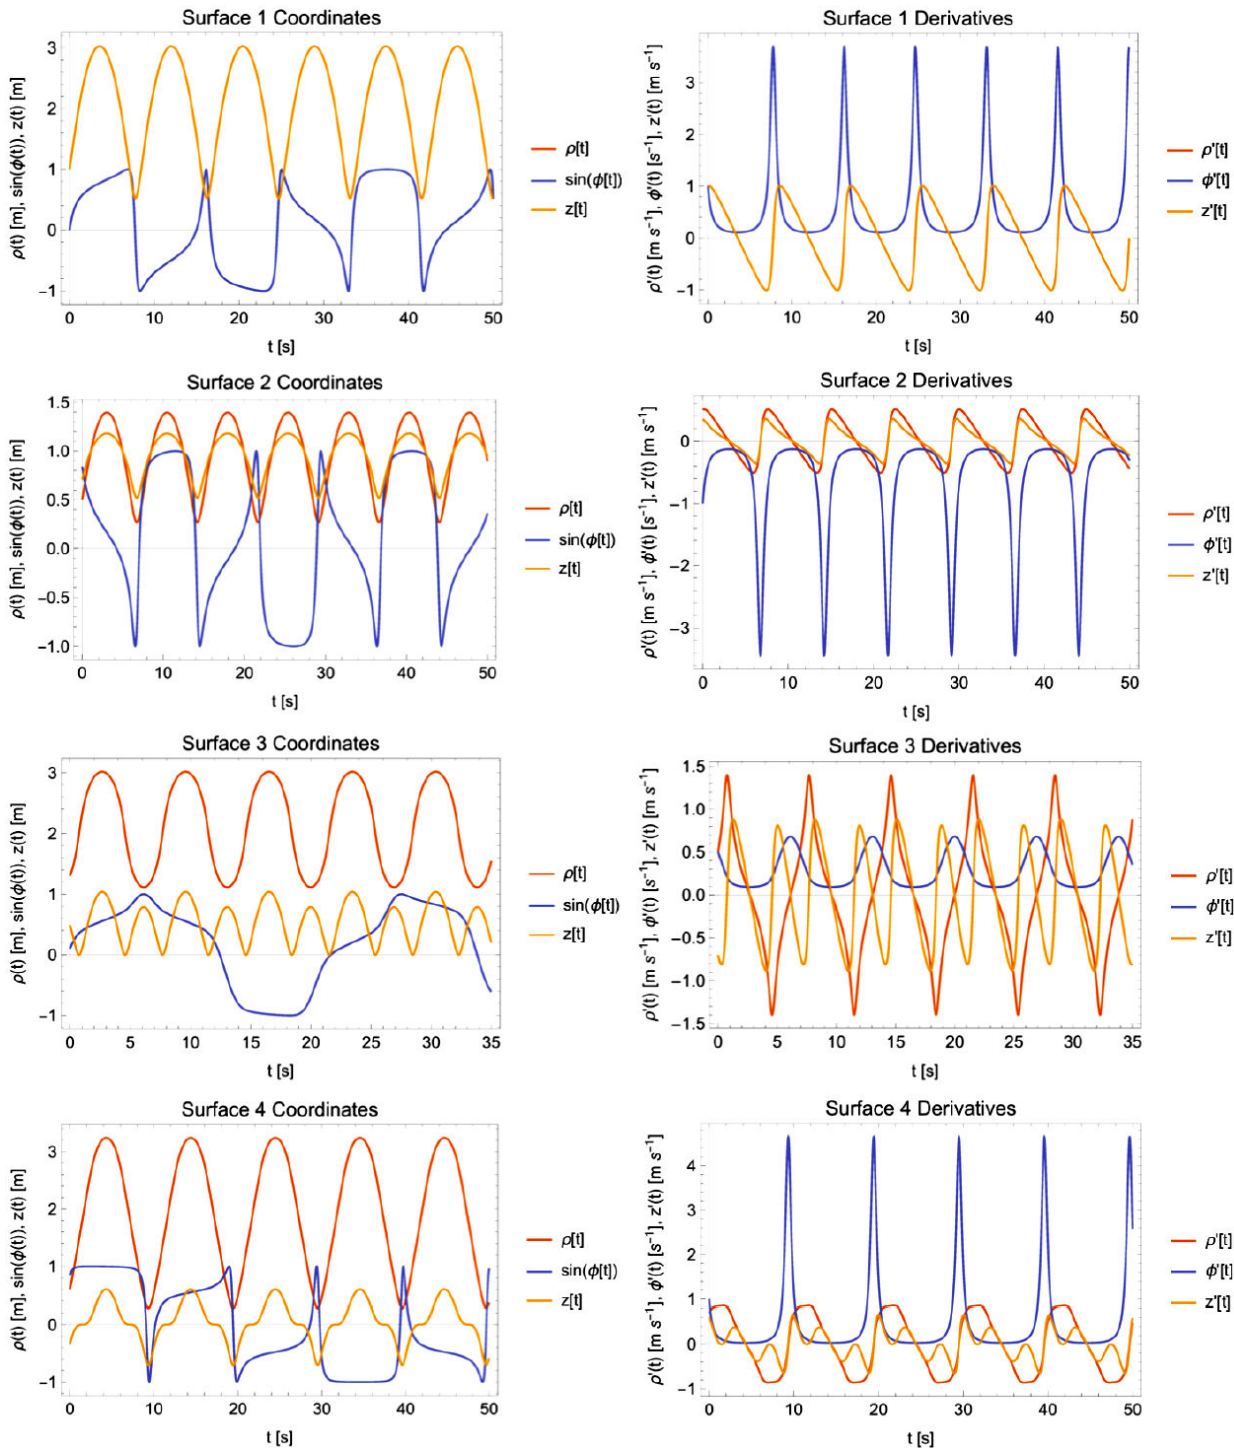 Surface 1 Coordinates
ρ(t) [m], sin(ϕ(t)), z(t) [m]
3
2
1
0
−1
0 10 20 30 40 50
t [s]
ρ[t]
sin(ϕ[t])
z[t]
Surface 1 Derivatives
ρ'(t) [m s⁻¹], ϕ'(t) [s⁻¹], z'(t) [m s⁻¹]
3
2
1
0
−1
0 10 20 30 40 50
t [s]
ρ'[t]
ϕ'[t]
z'[t]
Surface 2 Coordinates
ρ(t) [m], sin(ϕ(t)), z(t) [m]
1.5
1.0
0.5
0.0
−0.5
−1.0
0 10 20 30 40 50
t [s]
ρ[t]
sin(ϕ[t])
z[t]
Surface 2 Derivatives
ρ'(t) [m s⁻¹], ϕ'(t) [s⁻¹], z'(t) [m s⁻¹]
0
−1
−2
−3
0 10 20 30 40 50
t [s]
ρ'[t]
ϕ'[t]
z'[t]
Surface 3 Coordinates
ρ(t) [m], sin(ϕ(t)), z(t) [m]
3
2
1
0
−1
0 5 10 15 20 25 30 35
t [s]
ρ[t]
sin(ϕ[t])
z[t]
Surface 3 Derivatives
ρ'(t) [m s⁻¹], ϕ'(t) [s⁻¹], z'(t) [m s⁻¹]
1.5
1.0
0.5
0.0
−0.5
−1.0
−1.5
0 5 10 15 20 25 30 35
t [s]
ρ'[t]
ϕ'[t]
z'[t]
Surface 4 Coordinates
ρ(t) [m], sin(ϕ(t)), z(t) [m]
3
2
1
0
−1
0 10 20 30 40 50
t [s]
ρ[t]
sin(ϕ[t])
z[t]
Surface 4 Derivatives
ρ'(t) [m s⁻¹], ϕ'(t) [s⁻¹], z'(t) [m s⁻¹]
4
3
2
1
0
−1
0 10 20 30 40 50
t [s]
ρ'[t]
ϕ'[t]
z'[t]